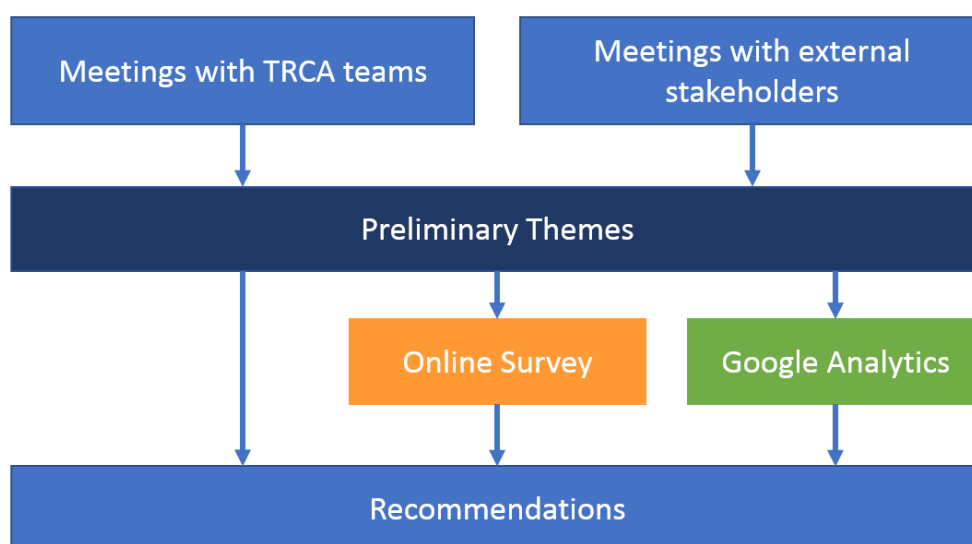 Meetings with TRCA teams
Meetings with external
stakeholders
Preliminary Themes
Online Survey
Google Analytics
Recommendations